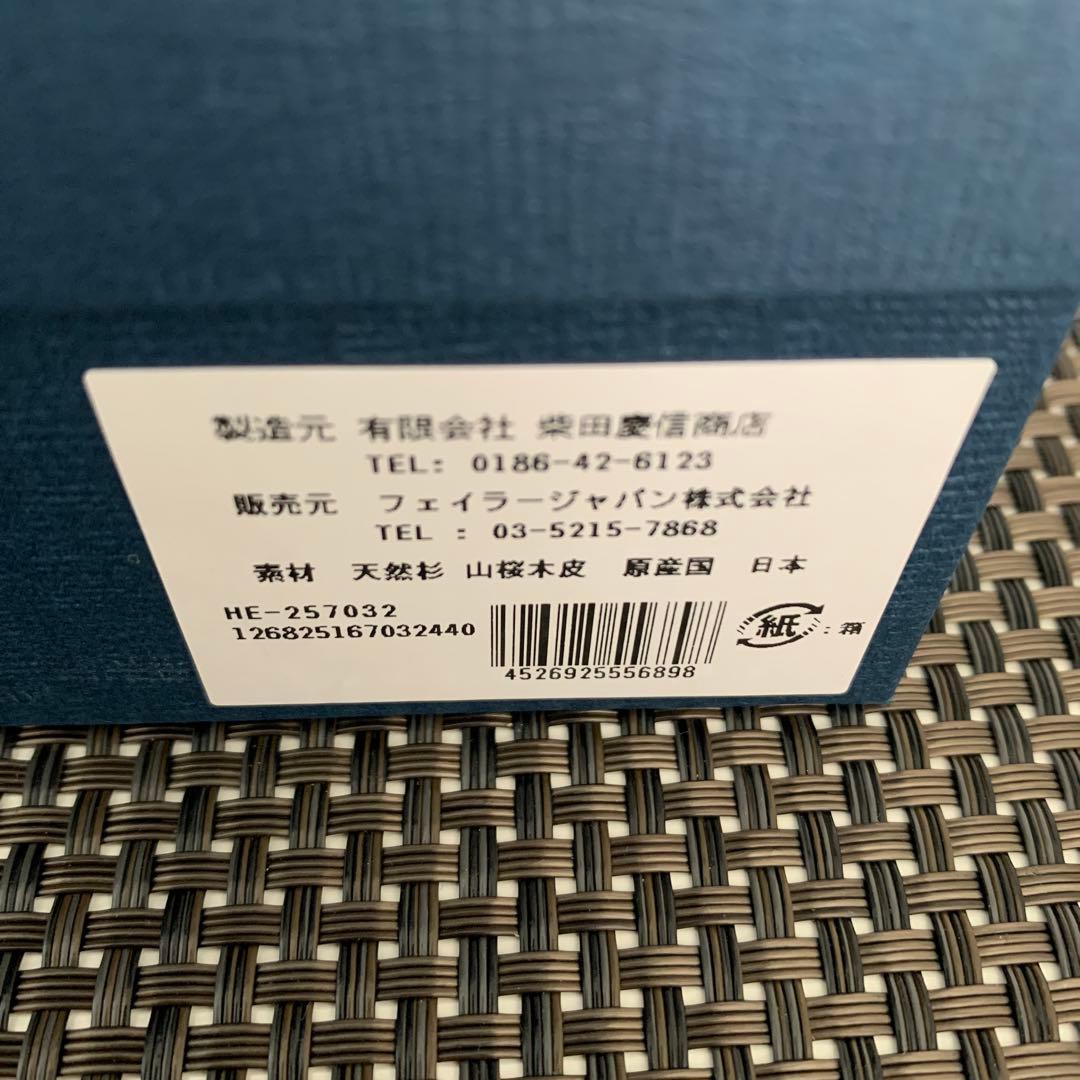 製造元 有限会社 柴田慶信商店
TEL: 0186-42-6123
販売元 フェイラージャパン株式会社
TEL : 03-5215-7868
素材 天然杉 山桜木皮 原産国 日本
HE-257032
126825167032440
4526925556898
紙 : 箱